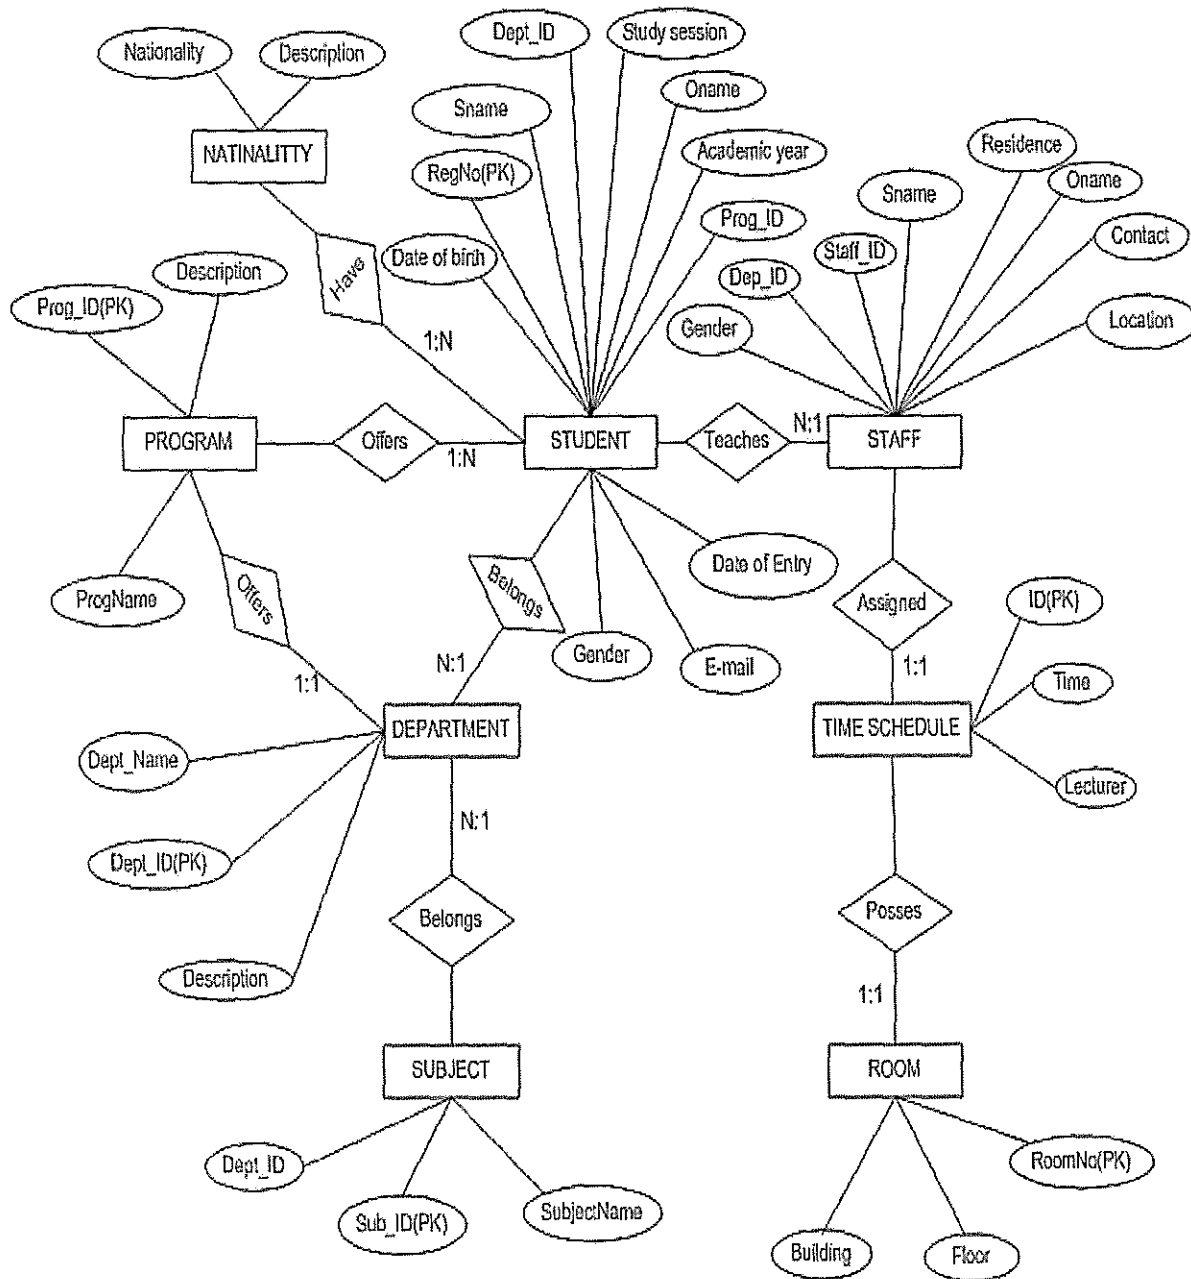 Dept_ID
Study session
Nationality
Description
Oname
Sname
NATINALITTY
Academic year
Residence
RegNo(PK)
Oname
Sname
Prog_ID
Contact
Have
Date of birth
Staff_ID
Description
Dep_ID
Prog_ID(PK)
Gender
Location
1:N
PROGRAM
Offers
1:N
STUDENT
Teaches
N:1
STAFF
Date of Entry
Belongs
ProgName
Offers
Assigned
ID(PK)
Gender
E-mail
N:1
1:1
1:1
Time
DEPARTMENT
TIME SCHEDULE
Dept_Name
Lecturer
N:1
Dept_ID(PK)
Belongs
Posses
Description
1:1
SUBJECT
ROOM
Dept_ID
RoomNo(PK)
Sub_ID(PK)
SubjectName
Building
Floor